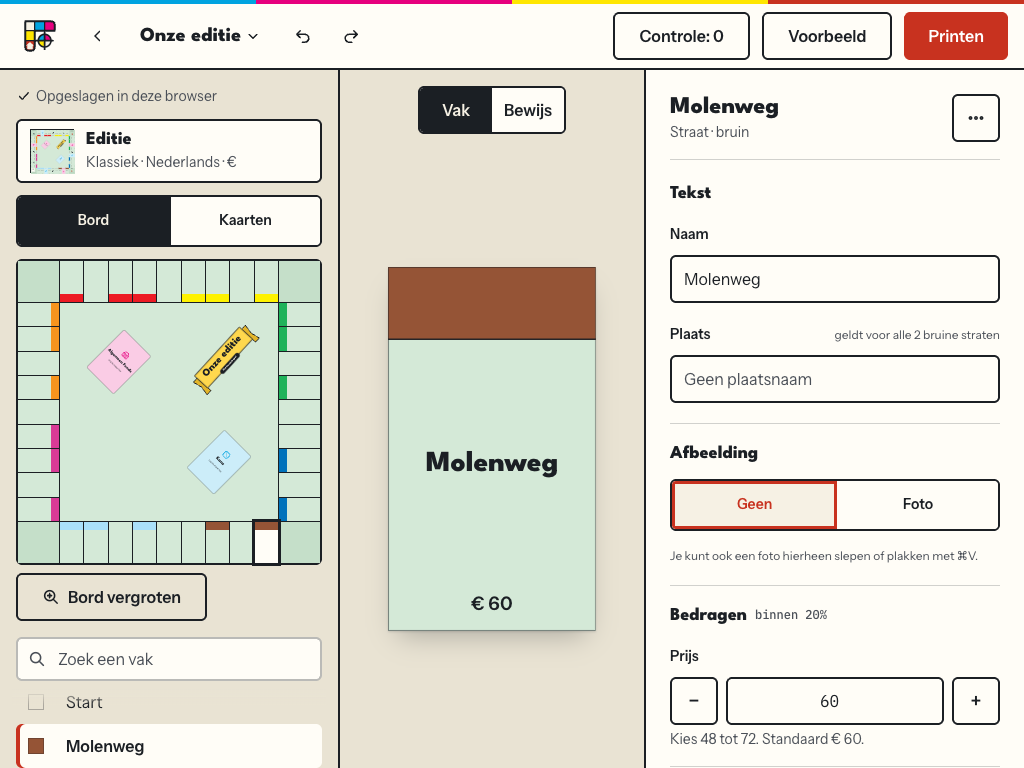 Onze editie
Controle: 0
Voorbeeld
Printen
Opgeslagen in deze browser
Editie
Klassiek · Nederlands · €
Bord
Kaarten
Onze editie
Bord vergroten
Zoek een vak
Start
Molenweg
Vak
Bewijs
Molenweg
€ 60
Molenweg
Straat · bruin
Tekst
Naam
Molenweg
Plaats
geldt voor alle 2 bruine straten
Geen plaatsnaam
Afbeelding
Geen
Foto
Je kunt ook een foto hierheen slepen of plakken met ⌘V.
Bedragen binnen 20%
Prijs
− 60 +
Kies 48 tot 72. Standaard € 60.